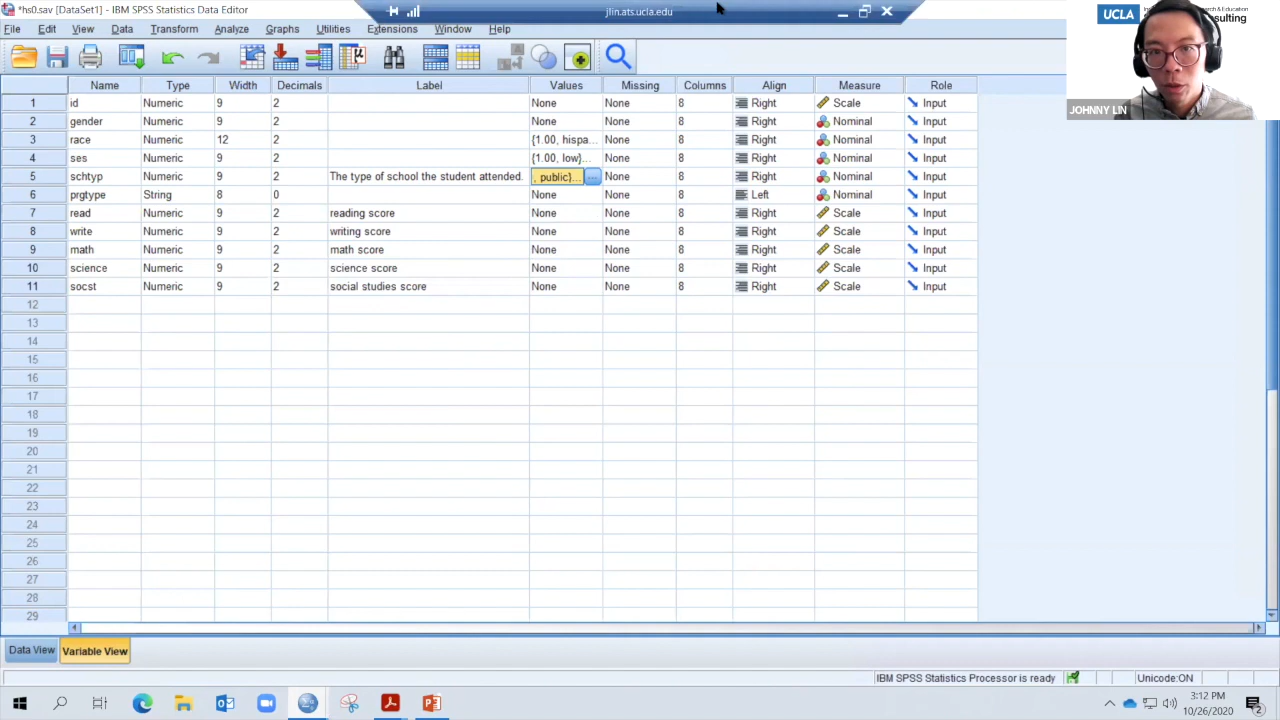 *hs0.sav [DataSet1] - IBM SPSS Statistics Data Editor
jlin.ats.ucla.edu
UCLA
Research & Education
JOHNNY LIN
File Edit View Data Transform Analyze Graphs Utilities Extensions Window Help
Name Type Width Decimals Label Values Missing Columns Align Measure Role
1 id Numeric 9 2 None None 8 Right Scale Input
2 gender Numeric 9 2 None None 8 Right Nominal Input
3 race Numeric 12 2 {1.00, hispa... None 8 Right Nominal Input
4 ses Numeric 9 2 {1.00, low}... None 8 Right Nominal Input
5 schtyp Numeric 9 2 The type of school the student attended. , public}... ... None 8 Right Nominal Input
6 prgtype String 8 0 None None 8 Left Nominal Input
7 read Numeric 9 2 reading score None None 8 Right Scale Input
8 write Numeric 9 2 writing score None None 8 Right Scale Input
9 math Numeric 9 2 math score None None 8 Right Scale Input
10 science Numeric 9 2 science score None None 8 Right Scale Input
11 socst Numeric 9 2 social studies score None None 8 Right Scale Input
12
13
14
15
16
17
18
19
20
21
22
23
24
25
26
27
28
29
Data View Variable View
IBM SPSS Statistics Processor is ready Unicode:ON
3:12 PM
10/26/2020
2